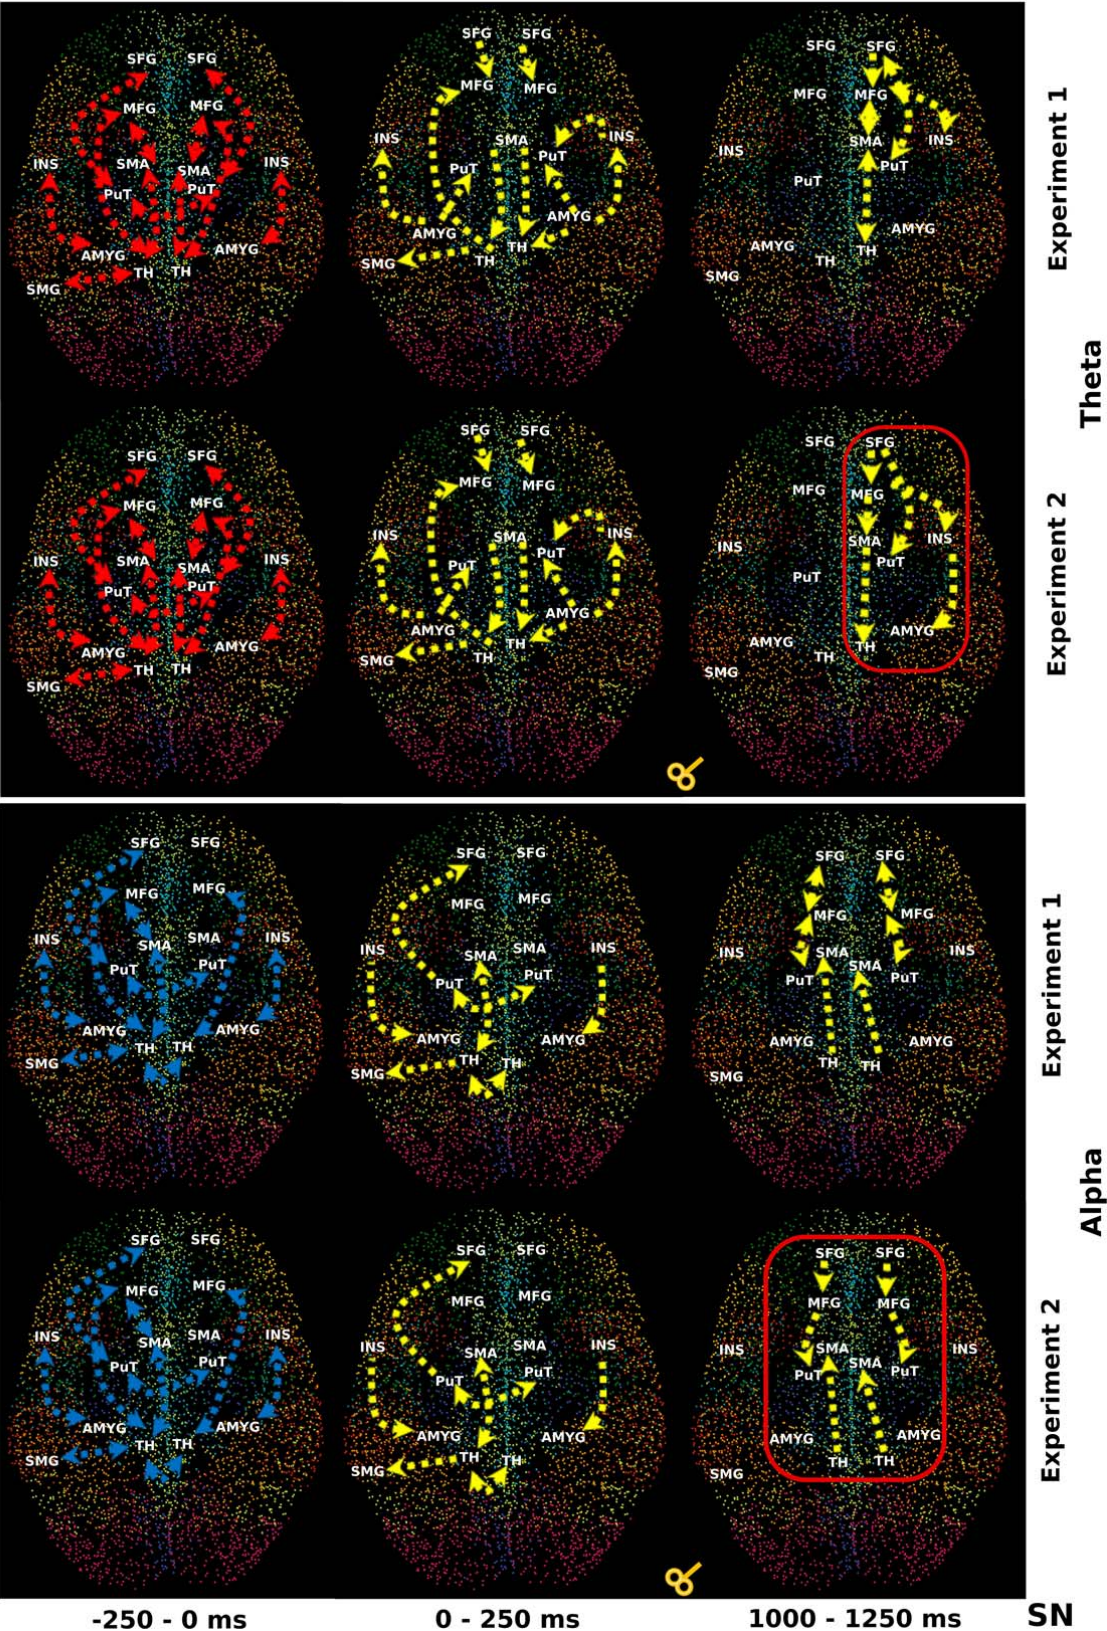 SFG SFG
MFG MFG
INS SMA SMA INS
PuT PuT
AMYG AMYG
TH TH
SMG
SFG SFG
MFG MFG
INS SMA INS
PuT PuT
AMYG AMYG
TH
TH
SMG
SFG SFG
MFG MFG
INS SMA INS
PuT PuT
AMYG AMYG
TH TH
SMG
Experiment 1
SFG SFG
MFG MFG
INS SMA SMA INS
PuT PuT
AMYG AMYG
TH TH
SMG
SFG SFG
MFG MFG
INS SMA INS
PuT PuT
AMYG AMYG
TH
TH
SMG
SFG SFG
MFG MFG
INS SMA INS
PuT PuT
AMYG AMYG
TH TH
SMG
Experiment 2
Theta
SFG SFG
MFG MFG
INS SMA SMA INS
PuT PuT
AMYG AMYG
TH TH
SMG
SFG SFG
MFG MFG
INS SMA SMA INS
PuT PuT
AMYG AMYG
TH TH
SMG
SFG SFG
MFG MFG
INS SMA SMA INS
PuT PuT
AMYG AMYG
TH TH
SMG
Experiment 1
SFG SFG
MFG MFG
INS SMA SMA INS
PuT PuT
AMYG AMYG
TH TH
SMG
SFG SFG
MFG MFG
INS SMA SMA INS
PuT PuT
AMYG AMYG
TH TH
SMG
SFG SFG
MFG MFG
INS SMA SMA INS
PuT PuT
AMYG AMYG
TH TH
SMG
Experiment 2
Alpha
-250 - 0 ms 0 - 250 ms 1000 - 1250 ms SN